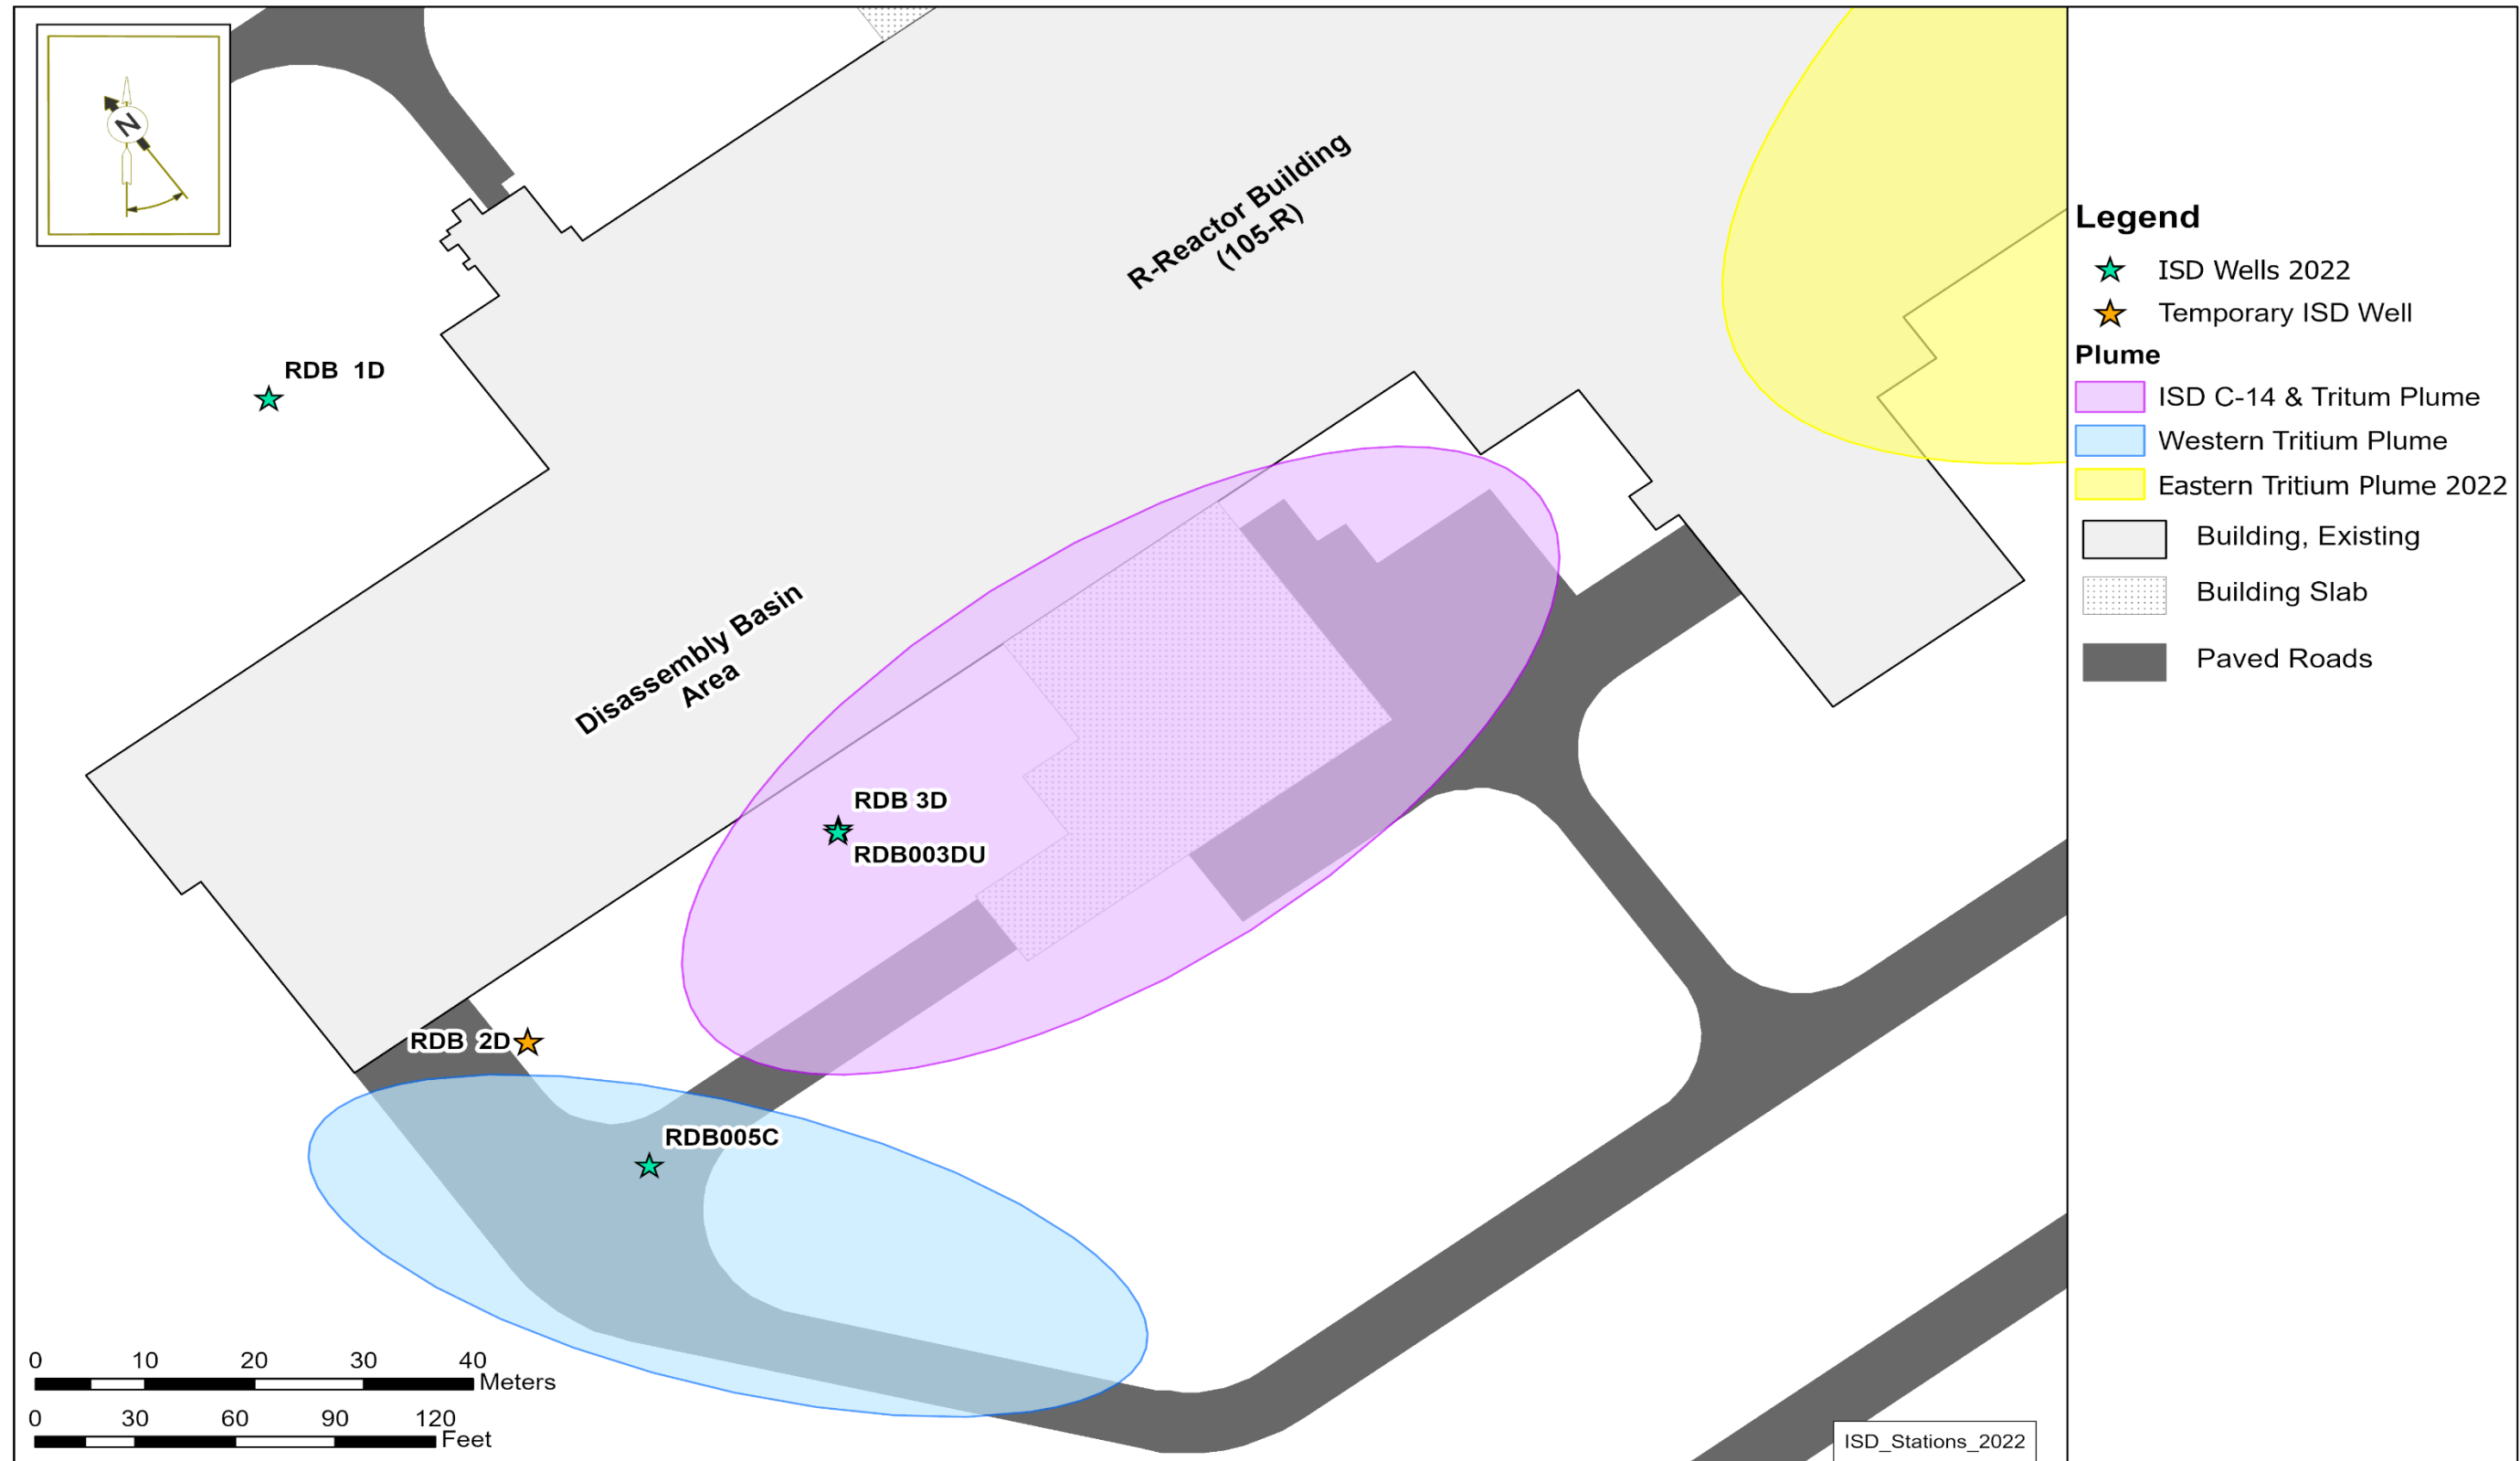 N
R-Reactor Building
(105-R)
RDB  1D
Disassembly Basin
Area
RDB 3D
RDB003DU
RDB  2D
RDB005C
0 10 20 30 40
Meters
0 30 60 90 120
Feet
ISD_Stations_2022
Legend
ISD Wells 2022
Temporary ISD Well
Plume
ISD C-14 & Tritum Plume
Western Tritium Plume
Eastern Tritium Plume 2022
Building, Existing
Building Slab
Paved Roads